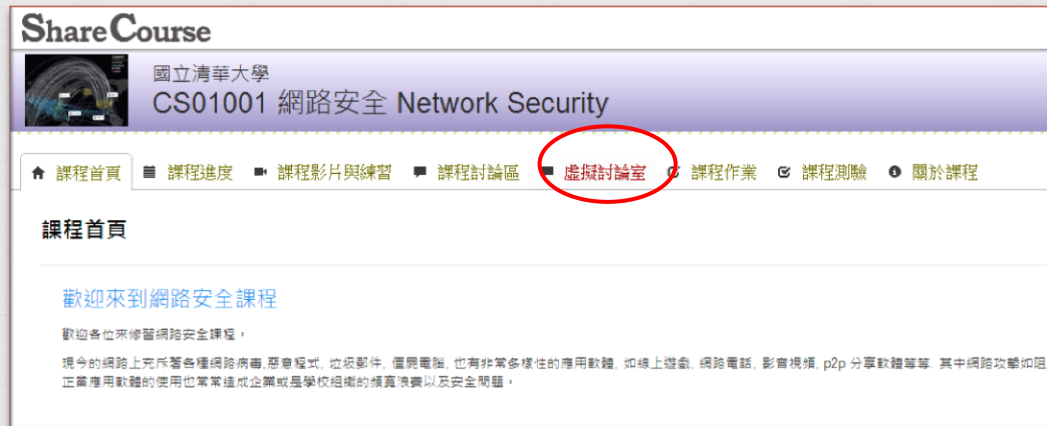 ShareCourse
國立清華大學
CS01001 網路安全 Network Security
課程首頁 課程進度 課程影片與練習 課程討論區 虛擬討論室 課程作業 課程測驗 關於課程
課程首頁
歡迎來到網路安全課程
歡迎各位來修習網路安全課程，
現今的網路上充斥著各種網路病毒,惡意程式, 垃圾郵件, 僵屍電腦, 也有非常多樣性的應用軟體, 如線上遊戲, 網路電話, 影音視頻, p2p 分享軟體等等. 其中網路攻擊如阻
正當應用軟體的使用也常常造成企業或是學校組織的頻寬浪費以及安全問題，